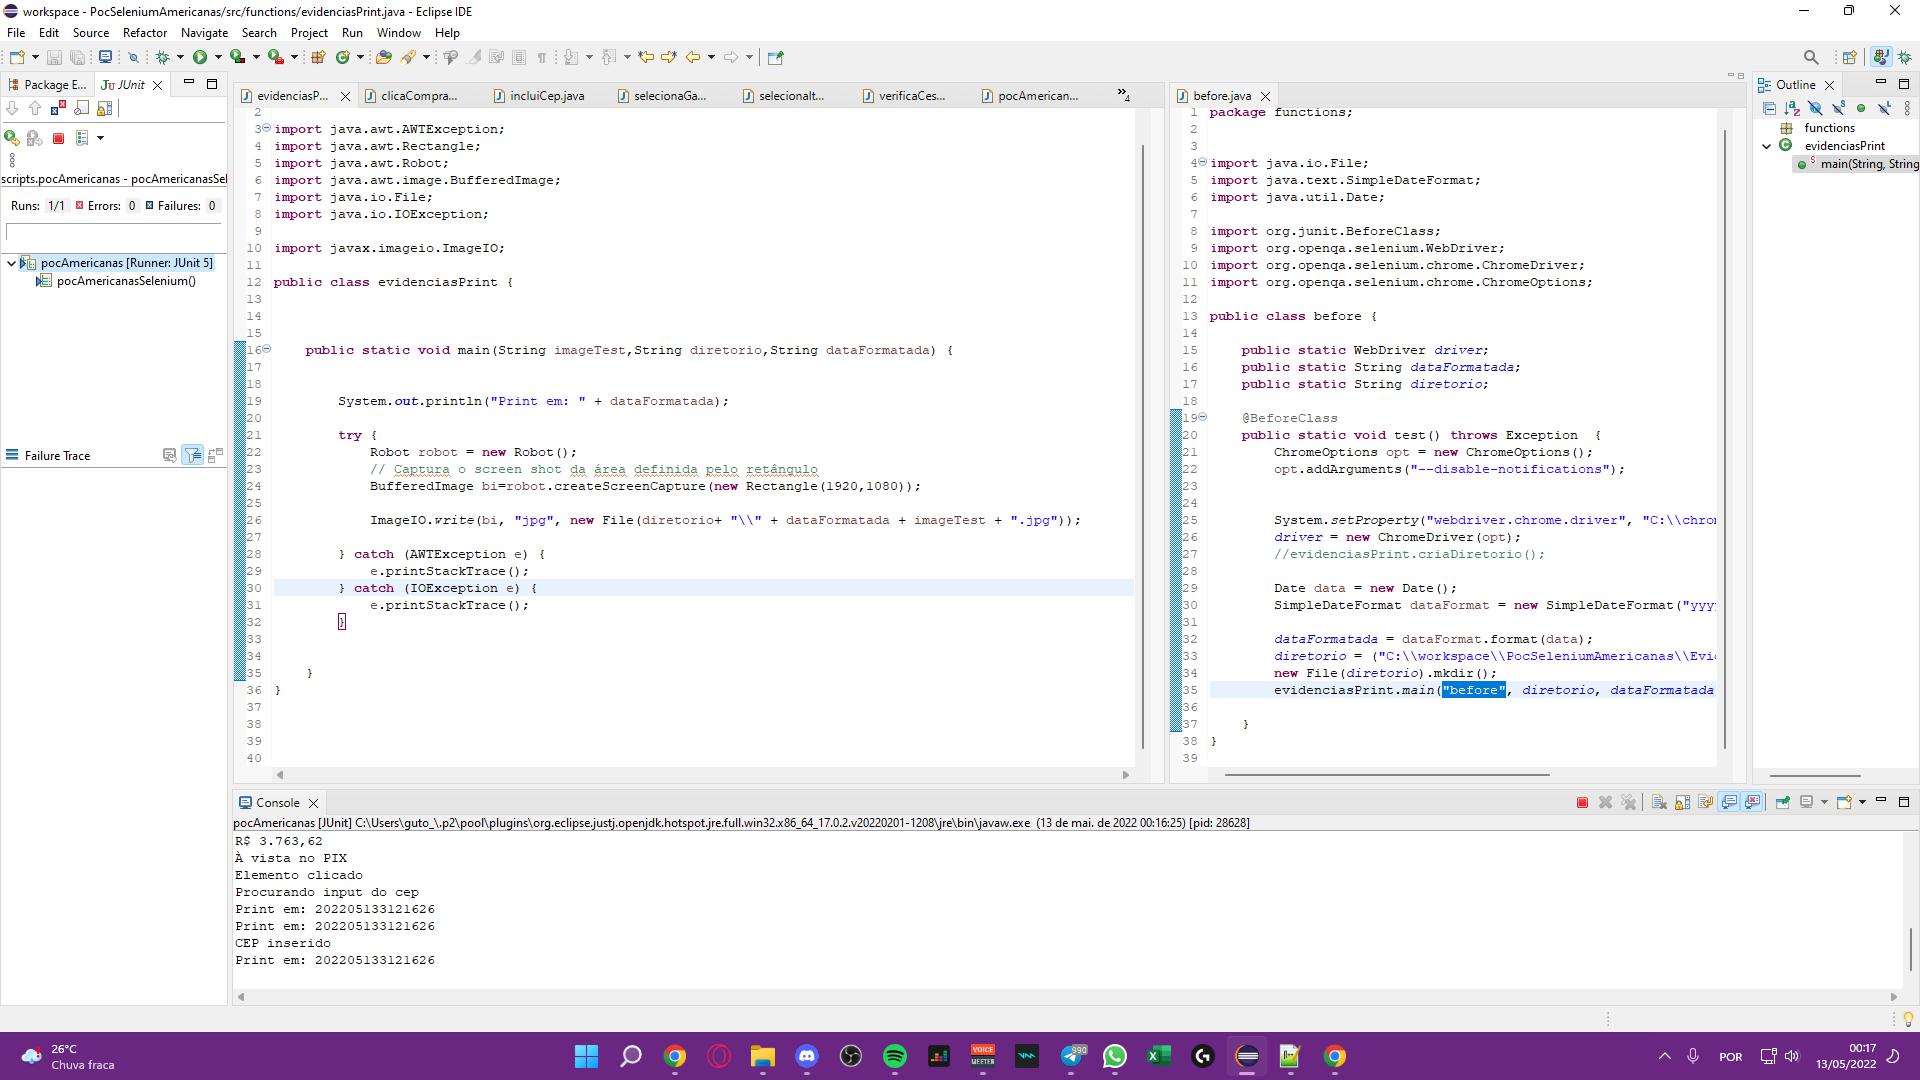 workspace - PocSeleniumAmericanas/src/functions/evidenciasPrint.java - Eclipse IDE
File Edit Source Refactor Navigate Search Project Run Window Help
Package E... JUnit
scripts.pocAmericanas - pocAmericanasSel
Runs: 1/1 Errors: 0 Failures: 0
pocAmericanas [Runner: JUnit 5]
pocAmericanasSelenium()
Failure Trace
evidenciasP... clicaCompra... incluiCep.java selecionaGa... selecionaIt... verificaCes... pocAmerican... 4
2
3 import java.awt.AWTException;
4 import java.awt.Rectangle;
5 import java.awt.Robot;
6 import java.awt.image.BufferedImage;
7 import java.io.File;
8 import java.io.IOException;
9
10 import javax.imageio.ImageIO;
11
12 public class evidenciasPrint {
13
14
15
16 public static void main(String imageTest,String diretorio,String dataFormatada) {
17
18
19 System.out.println("Print em: " + dataFormatada);
20
21 try {
22 Robot robot = new Robot();
23 // Captura o screen shot da área definida pelo retângulo
24 BufferedImage bi=robot.createScreenCapture(new Rectangle(1920,1080));
25
26 ImageIO.write(bi, "jpg", new File(diretorio+ "\\" + dataFormatada + imageTest + ".jpg"));
27
28 } catch (AWTException e) {
29 e.printStackTrace();
30 } catch (IOException e) {
31 e.printStackTrace();
32 }
33
34
35 }
36 }
37
38
39
40
before.java
1 package functions;
2
3
4 import java.io.File;
5 import java.text.SimpleDateFormat;
6 import java.util.Date;
7
8 import org.junit.BeforeClass;
9 import org.openqa.selenium.WebDriver;
10 import org.openqa.selenium.chrome.ChromeDriver;
11 import org.openqa.selenium.chrome.ChromeOptions;
12
13 public class before {
14
15 public static WebDriver driver;
16 public static String dataFormatada;
17 public static String diretorio;
18
19 @BeforeClass
20 public static void test() throws Exception {
21 ChromeOptions opt = new ChromeOptions();
22 opt.addArguments("--disable-notifications");
23
24
25 System.setProperty("webdriver.chrome.driver", "C:\\chro
26 driver = new ChromeDriver(opt);
27 //evidenciasPrint.criaDiretorio();
28
29 Date data = new Date();
30 SimpleDateFormat dataFormat = new SimpleDateFormat("yyy
31
32 dataFormatada = dataFormat.format(data);
33 diretorio = ("C:\\workspace\\PocSeleniumAmericanas\\Evi
34 new File(diretorio).mkdir();
35 evidenciasPrint.main("before", diretorio, dataFormatada
36
37 }
38 }
39
Outline
functions
evidenciasPrint
main(String, String
Console
pocAmericanas [JUnit] C:\Users\guto_\.p2\pool\plugins\org.eclipse.justj.openjdk.hotspot.jre.full.win32.x86_64_17.0.2.v20220201-1208\jre\bin\javaw.exe (13 de mai. de 2022 00:16:25) [pid: 28628]
R$ 3.763,62
À vista no PIX
Elemento clicado
Procurando input do cep
Print em: 202205133121626
Print em: 202205133121626
CEP inserido
Print em: 202205133121626
26°C
Chuva fraca
VOICE
MEETER
990
POR
00:17
13/05/2022